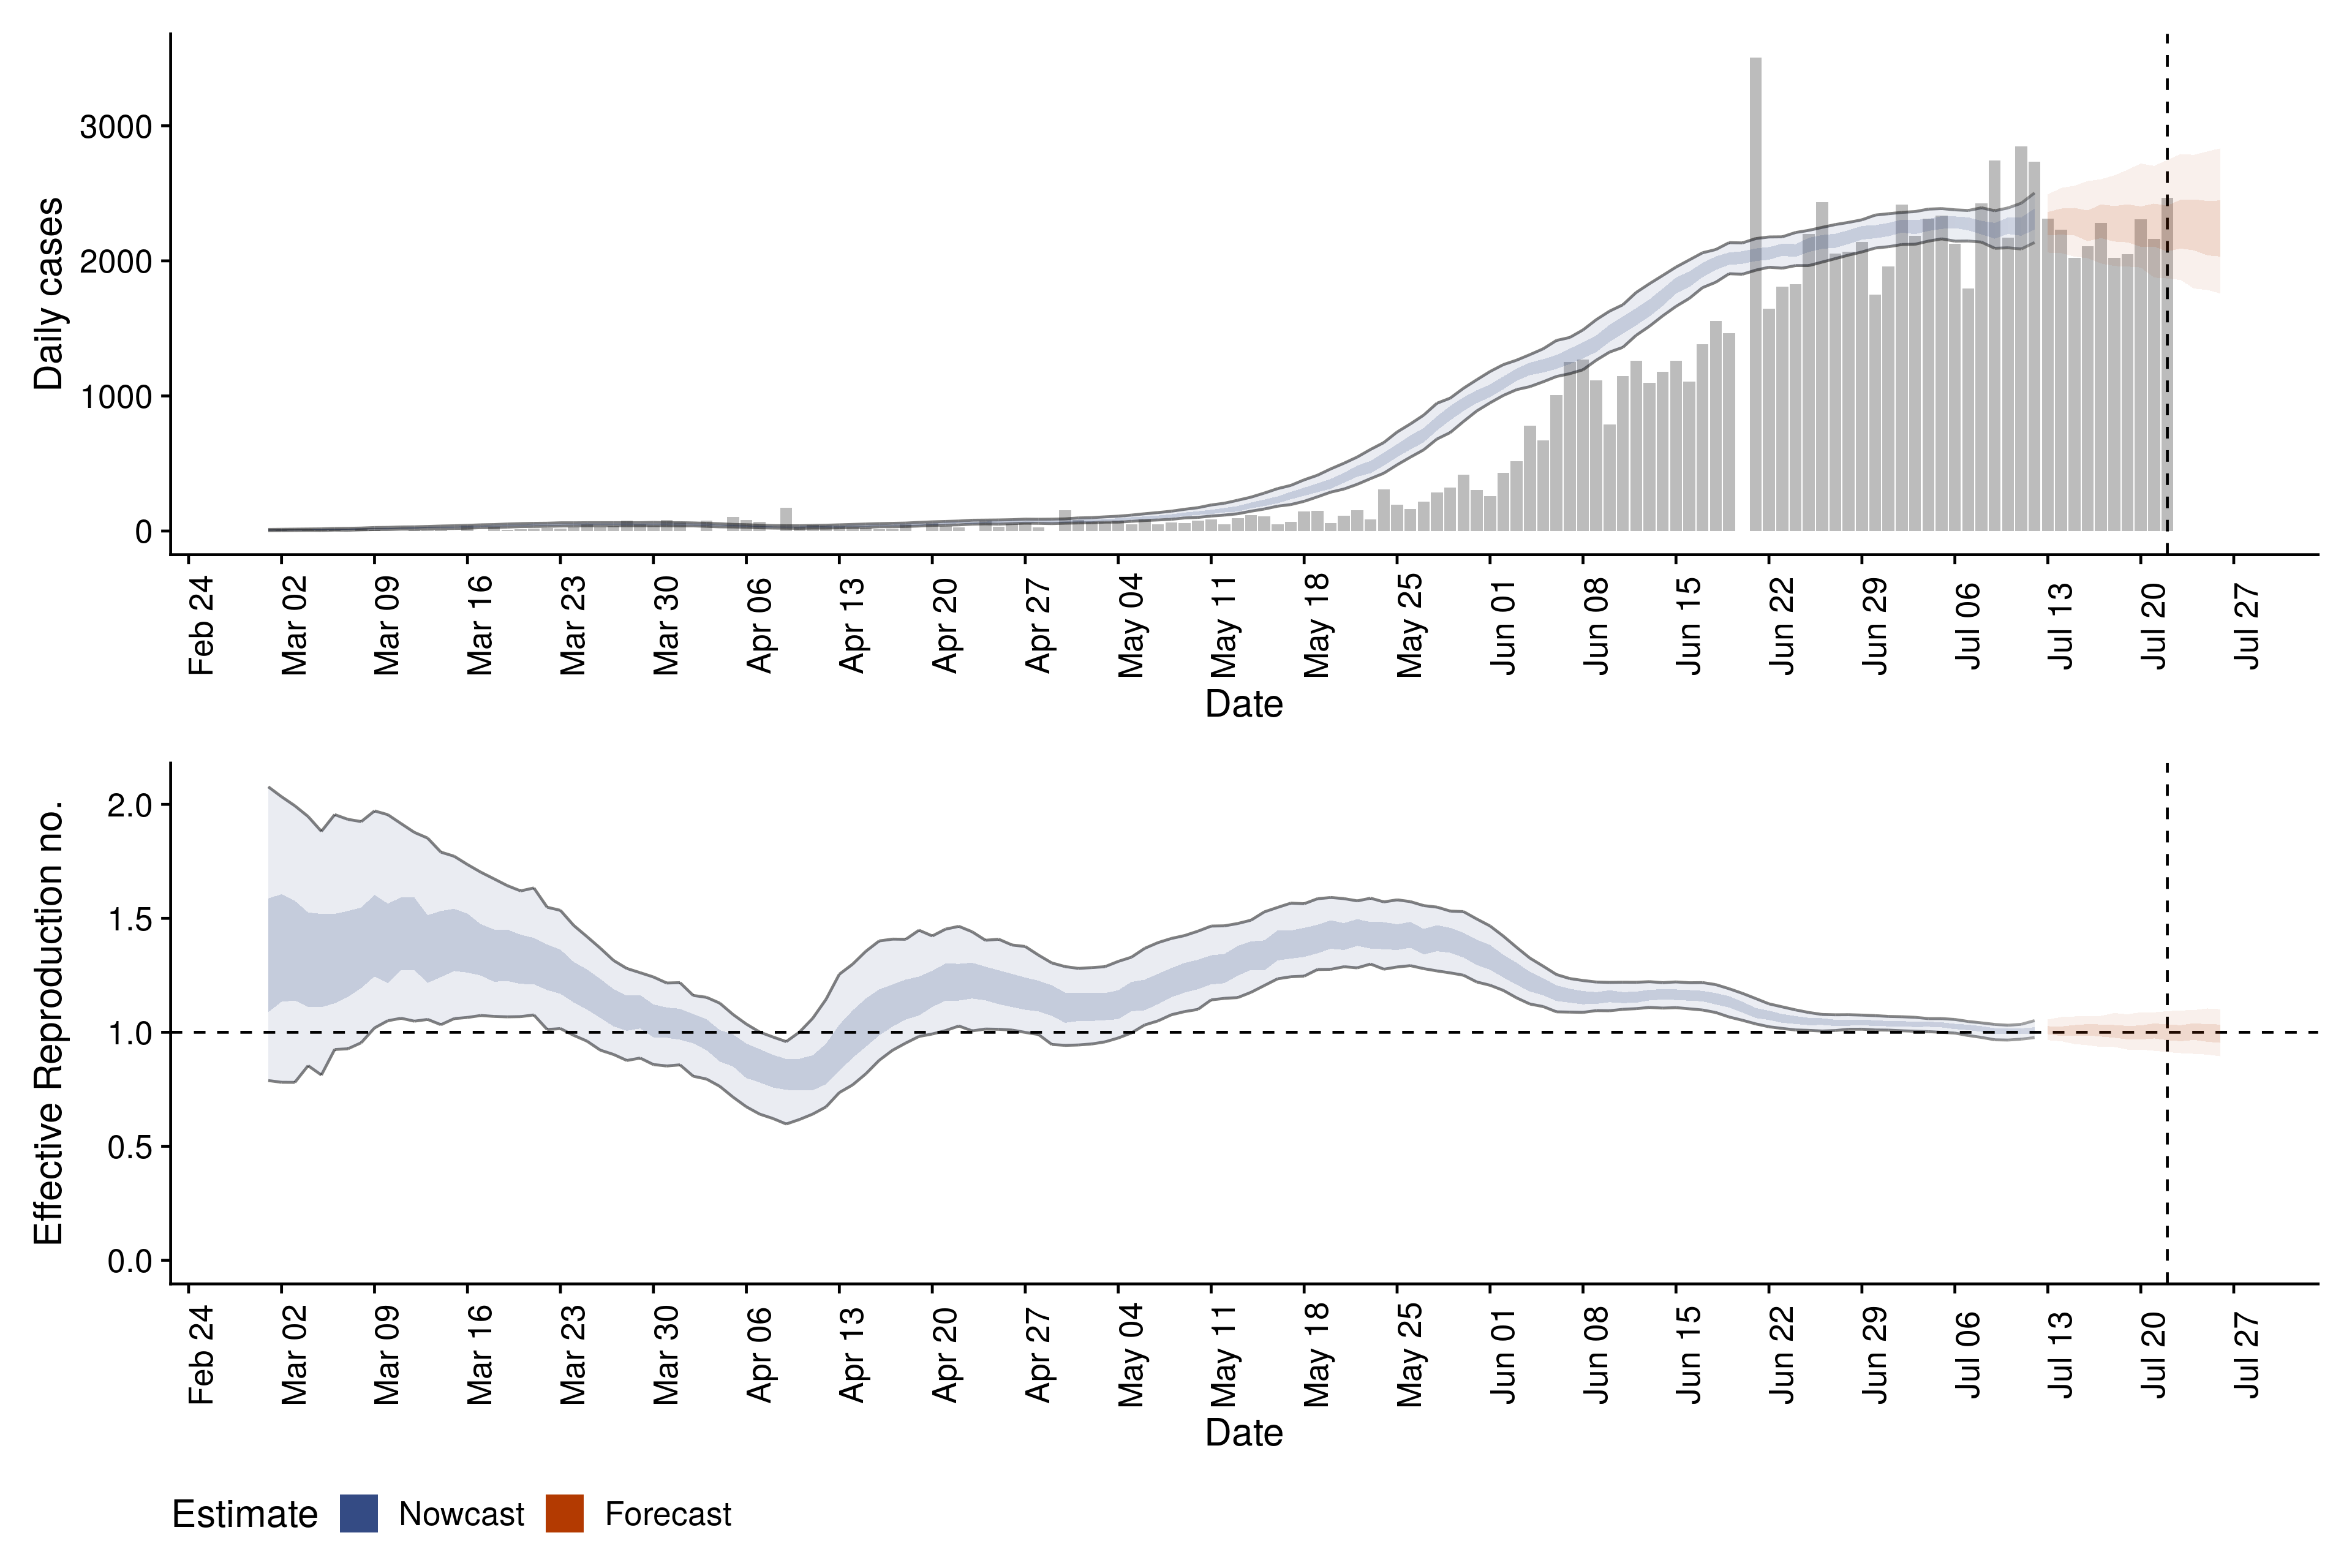 Daily cases
3000
2000
1000
0
Feb 24
Mar 02
Mar 09
Mar 16
Mar 23
Mar 30
Apr 06
Apr 13
Apr 20
Apr 27
May 04
May 11
May 18
May 25
Jun 01
Jun 08
Jun 15
Jun 22
Jun 29
Jul 06
Jul 13
Jul 20
Jul 27
Date
Effective Reproduction no.
2.0
1.5
1.0
0.5
0.0
Feb 24
Mar 02
Mar 09
Mar 16
Mar 23
Mar 30
Apr 06
Apr 13
Apr 20
Apr 27
May 04
May 11
May 18
May 25
Jun 01
Jun 08
Jun 15
Jun 22
Jun 29
Jul 06
Jul 13
Jul 20
Jul 27
Date
Estimate Nowcast Forecast